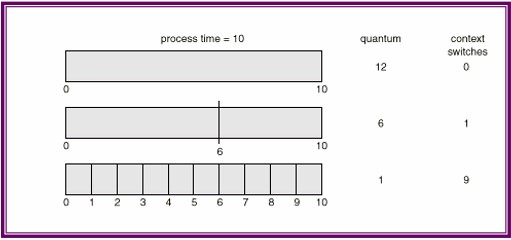 process time = 10 quantum context
switches
12 0
0 10
6 1
0 6 10
1 9
0 1 2 3 4 5 6 7 8 9 10